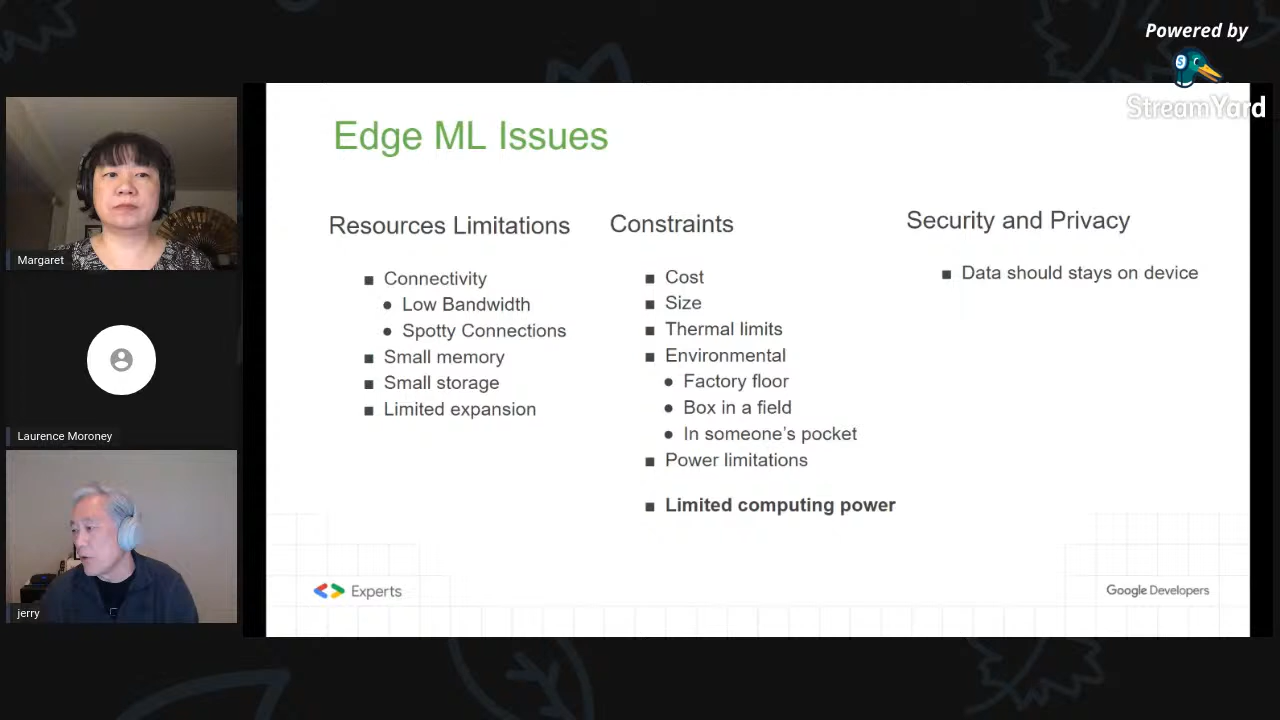 Powered by
StreamYard
Margaret
Laurence Moroney
jerry
Edge ML Issues
Resources Limitations
■ Connectivity
● Low Bandwidth
● Spotty Connections
■ Small memory
■ Small storage
■ Limited expansion
Constraints
■ Cost
■ Size
■ Thermal limits
■ Environmental
● Factory floor
● Box in a field
● In someone's pocket
■ Power limitations
■ Limited computing power
Security and Privacy
■ Data should stays on device
Experts
Google Developers